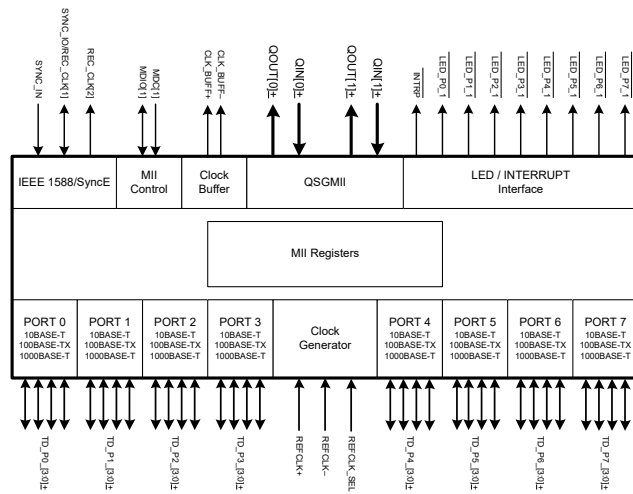 SYNC_IN
SYNC_IO/REC_CLK[1]
REC_CLK[2]
MDIO[1]
MDC[1]
CLK_BUFF+
CLK_BUFF–
QOUT[0]±
QIN[0]±
QOUT[1]±
QIN[1]±
INTRP
LED_P0_1
LED_P1_1
LED_P2_1
LED_P3_1
LED_P4_1
LED_P5_1
LED_P6_1
LED_P7_1
IEEE 1588/SyncE
MII
Control
Clock
Buffer
QSGMII
LED / INTERRUPT
Interface
MII Registers
PORT 0
10BASE-T
100BASE-TX
1000BASE-T
PORT 1
10BASE-T
100BASE-TX
1000BASE-T
PORT 2
10BASE-T
100BASE-TX
1000BASE-T
PORT 3
10BASE-T
100BASE-TX
1000BASE-T
Clock
Generator
PORT 4
10BASE-T
100BASE-TX
1000BASE-T
PORT 5
10BASE-T
100BASE-TX
1000BASE-T
PORT 6
10BASE-T
100BASE-TX
1000BASE-T
PORT 7
10BASE-T
100BASE-TX
1000BASE-T
TD_P0_[3:0]±
TD_P1_[3:0]±
TD_P2_[3:0]±
TD_P3_[3:0]±
REFCLK+
REFCLK–
REFCLK_SEL
TD_P4_[3:0]±
TD_P5_[3:0]±
TD_P6_[3:0]±
TD_P7_[3:0]±